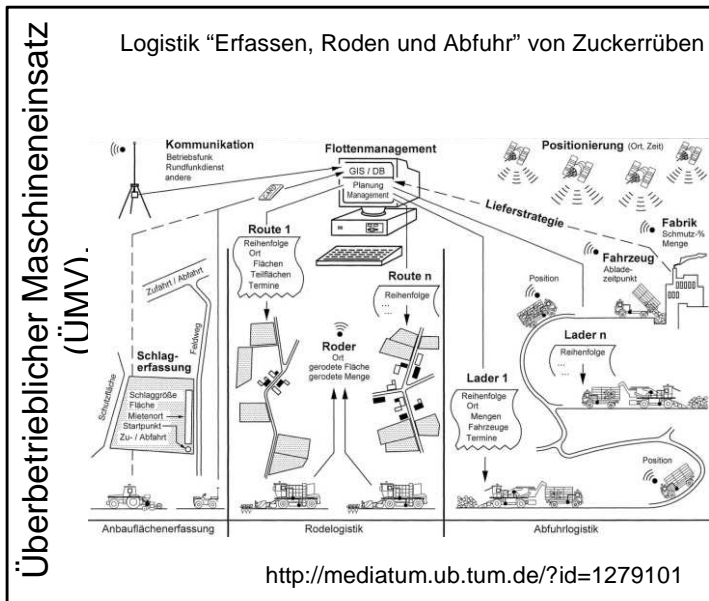 Überbetrieblicher Maschineneinsatz
(ÜMV).
Logistik “Erfassen, Roden und Abfuhr” von Zuckerrüben
Kommunikation
Betriebsfunk
Rundfunkdienst
andere
Flottenmanagement
GIS / DB
Planung
Management
Positionierung (Ort, Zeit)
Lieferstrategie
Fabrik
Schmutz-%
Menge
Fahrzeug
Ablade-
zeitpunkt
Route 1
Reihenfolge
Ort
Flächen
Teilflächen
Termine
Route n
Reihenfolge
...
...
Position
Zufahrt / Abfahrt
Feldweg
Schutzfläche
Schlag-
erfassung
Schlaggröße
Fläche
Mietenort
Startpunkt
Zu- / Abfahrt
Roder
Ort
gerodete Fläche
gerodete Menge
Lader 1
Reihenfolge
Ort
Mengen
Fahrzeuge
Termine
Lader n
Reihenfolge
...
...
Position
Anbauflächenerfassung
Rodelogistik
Abfuhrlogistik
http://mediatum.ub.tum.de/?id=1279101